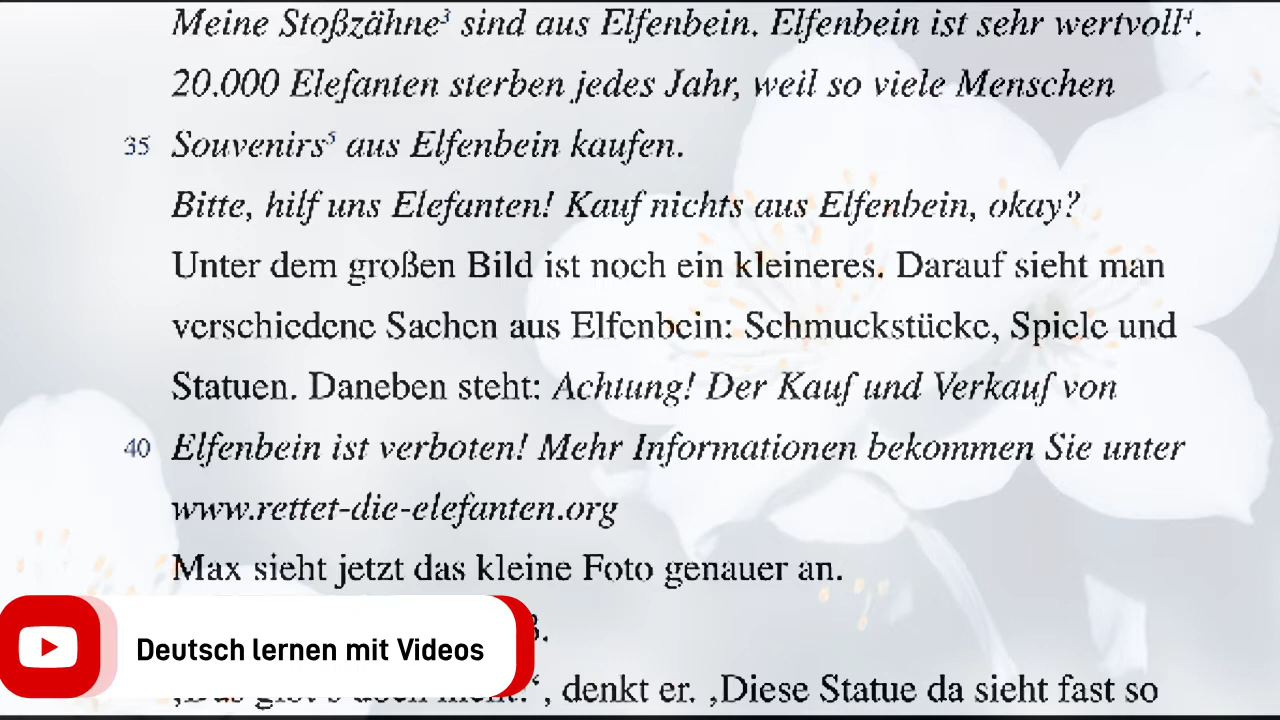 Meine Stoßzähne³ sind aus Elfenbein. Elfenbein ist sehr wertvoll⁴.
20.000 Elefanten sterben jedes Jahr, weil so viele Menschen
35 Souvenirs⁵ aus Elfenbein kaufen.
Bitte, hilf uns Elefanten! Kauf nichts aus Elfenbein, okay?
Unter dem großen Bild ist noch ein kleineres. Darauf sieht man
verschiedene Sachen aus Elfenbein: Schmuckstücke, Spiele und
Statuen. Daneben steht: Achtung! Der Kauf und Verkauf von
40 Elfenbein ist verboten! Mehr Informationen bekommen Sie unter
www.rettet-die-elefanten.org
Max sieht jetzt das kleine Foto genauer an.
Deutsch lernen mit Videos
denkt er. ‚Diese Statue da sieht fast so